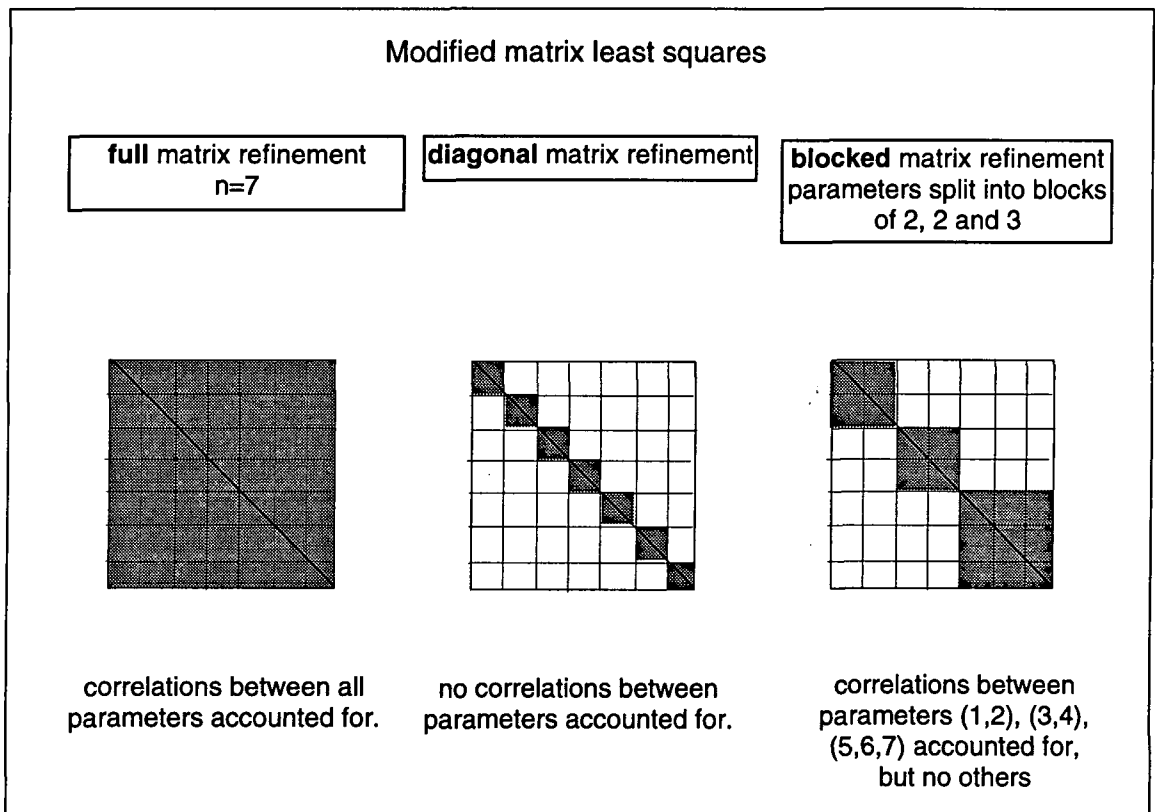 Modified matrix least squares
full matrix refinement
n=7
diagonal matrix refinement
blocked matrix refinement
parameters split into blocks
of 2, 2 and 3
correlations between all
parameters accounted for.
no correlations between
parameters accounted for.
correlations between
parameters (1,2), (3,4),
(5,6,7) accounted for,
but no others